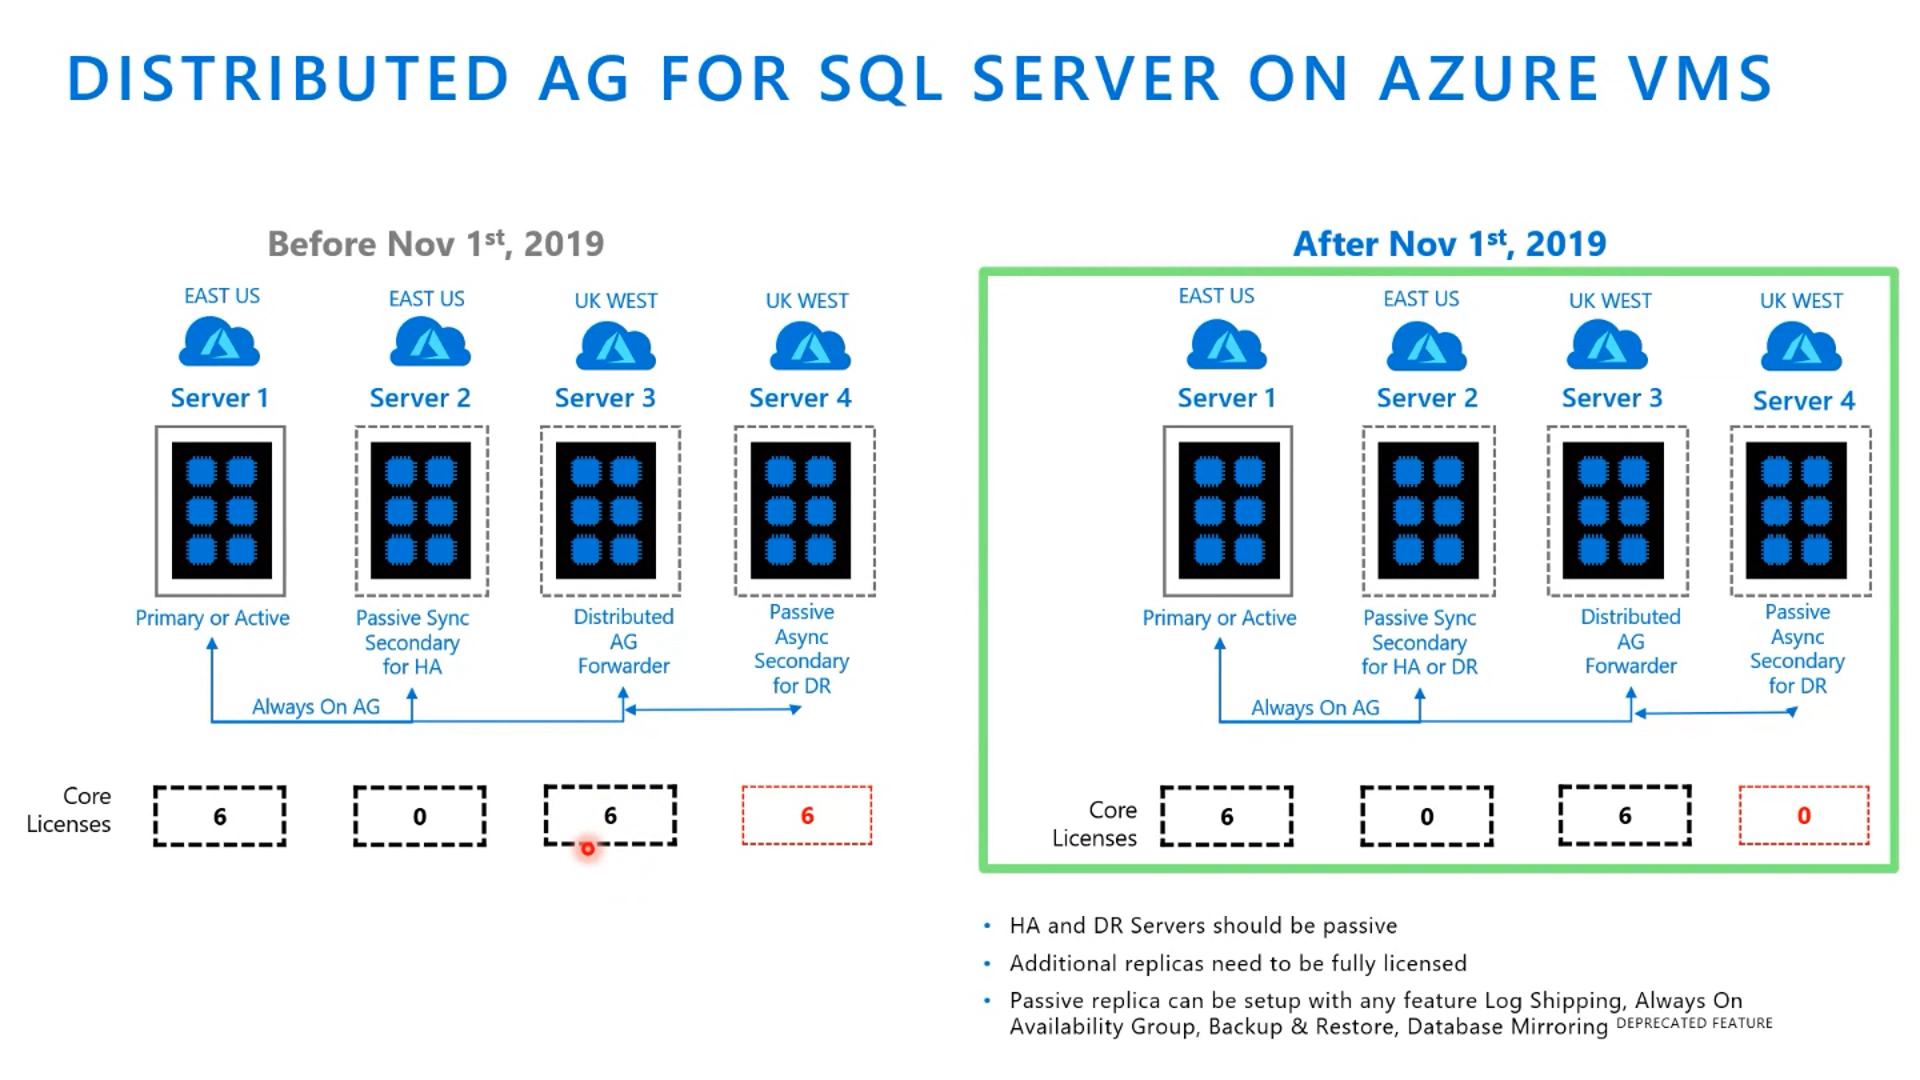 DISTRIBUTED AG FOR SQL SERVER ON AZURE VMS
Before Nov 1st, 2019
EAST US
EAST US
UK WEST
UK WEST
Server 1
Server 2
Server 3
Server 4
Primary or Active
Passive Sync
Secondary
for HA
Distributed
AG
Forwarder
Passive
Async
Secondary
for DR
Always On AG
Core
Licenses
6
0
6
6
After Nov 1st, 2019
EAST US
EAST US
UK WEST
UK WEST
Server 1
Server 2
Server 3
Server 4
Primary or Active
Passive Sync
Secondary
for HA or DR
Distributed
AG
Forwarder
Passive
Async
Secondary
for DR
Always On AG
Core
Licenses
6
0
6
0
• HA and DR Servers should be passive
• Additional replicas need to be fully licensed
• Passive replica can be setup with any feature Log Shipping, Always On
Availability Group, Backup & Restore, Database Mirroring DEPRECATED FEATURE